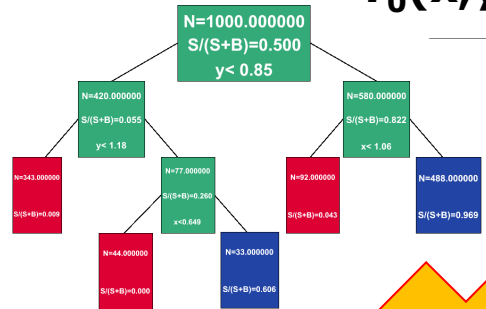 N=1000.000000
S/(S+B)=0.500
y< 0.85
N=420.000000
S/(S+B)=0.055
y< 1.18
N=580.000000
S/(S+B)=0.822
x< 1.06
N=343.000000
S/(S+B)=0.009
N=77.000000
S/(S+B)=0.260
x<0.649
N=92.000000
S/(S+B)=0.043
N=488.000000
S/(S+B)=0.969
N=44.000000
S/(S+B)=0.000
N=33.000000
S/(S+B)=0.606